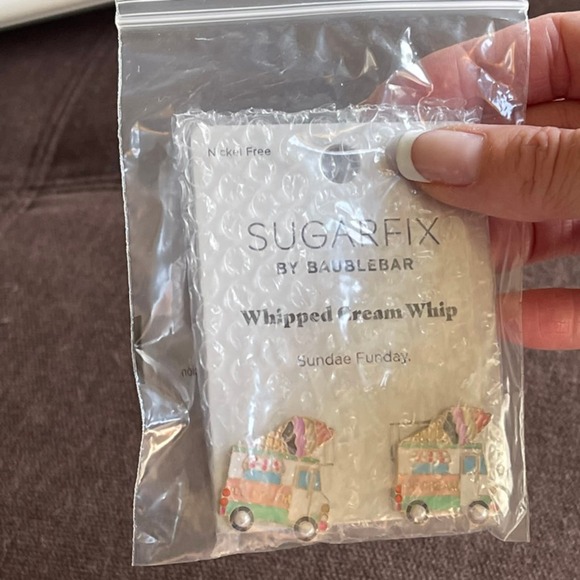 Nickel Free
SUGARFIX
BY BAUBLEBAR
Whipped Cream Whip
Sundae Funday.